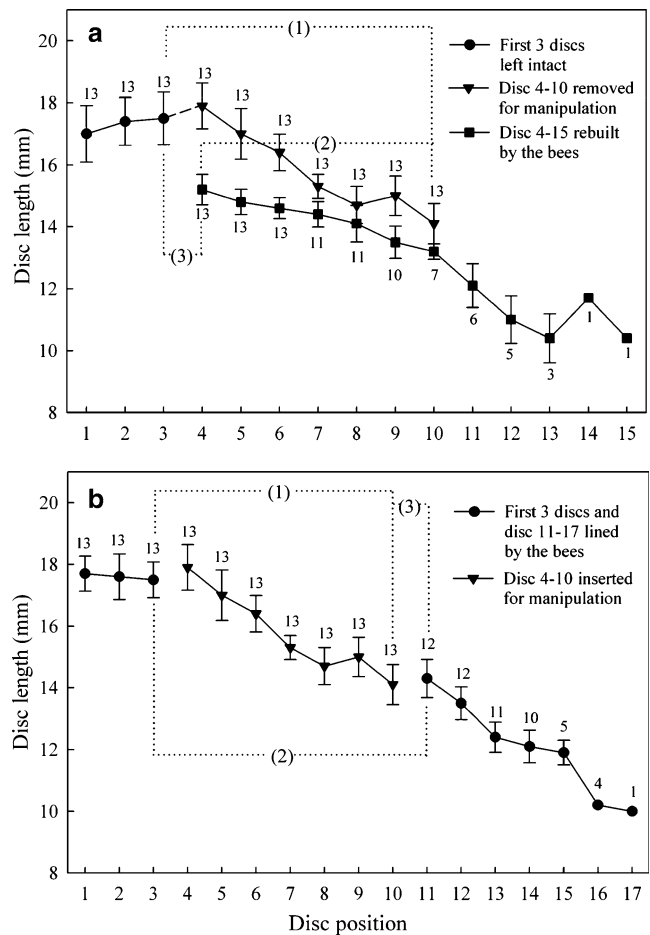 a
20
18
16
14
12
10
8
Disc length (mm)
(1)
(2)
(3)
First 3 discs
left intact
Disc 4-10 removed
for manipulation
Disc 4-15 rebuilt
by the bees
13 13 13 13 13 13 13 13 13 13
13 13 13 11 11 10 7 6 5 3 1 1
1 2 3 4 5 6 7 8 9 10 11 12 13 14 15
b
20
18
16
14
12
10
8
Disc length (mm)
(1)
(3)
(2)
First 3 discs and
disc 11-17 lined
by the bees
Disc 4-10 inserted
for manipulation
13 13 13 13 13 13 13 13 13 13 12 12 11 10 5 4 1
1 2 3 4 5 6 7 8 9 10 11 12 13 14 15 16 17
Disc position